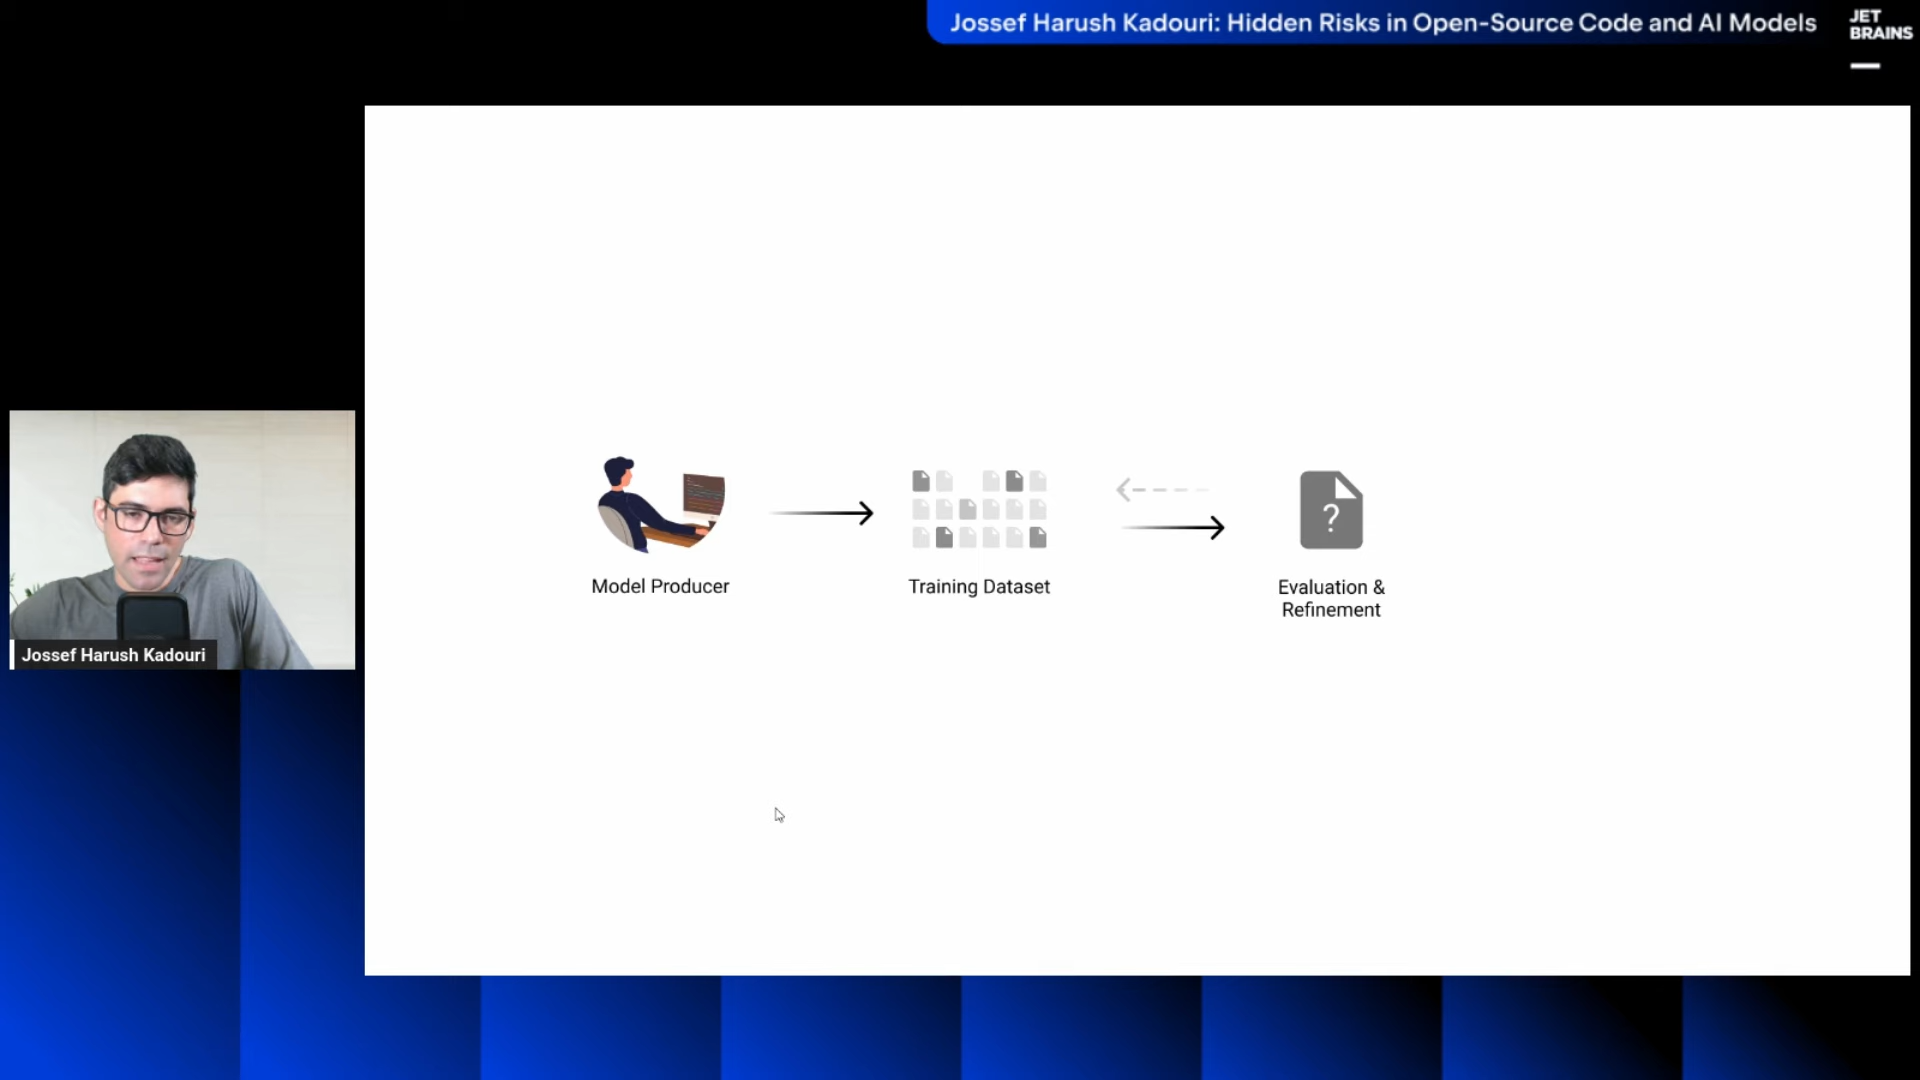 Jossef Harush Kadouri: Hidden Risks in Open-Source Code and AI Models
JET
BRAINS
Model Producer
Training Dataset
?
Evaluation &
Refinement
Jossef Harush Kadouri